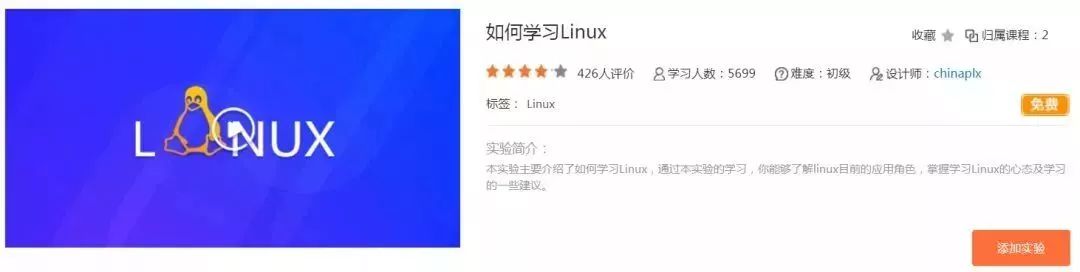 如何学习Linux
收藏 归属课程：2
426人评价 学习人数：5699 难度：初级 设计师：chinaplx
标签： Linux
免费
L NUX
实验简介：
本实验主要介绍了如何学习Linux，通过本实验的学习，你能够了解linux目前的应用角色，掌握学习Linux的心态及学习
的一些建议。
添加实验